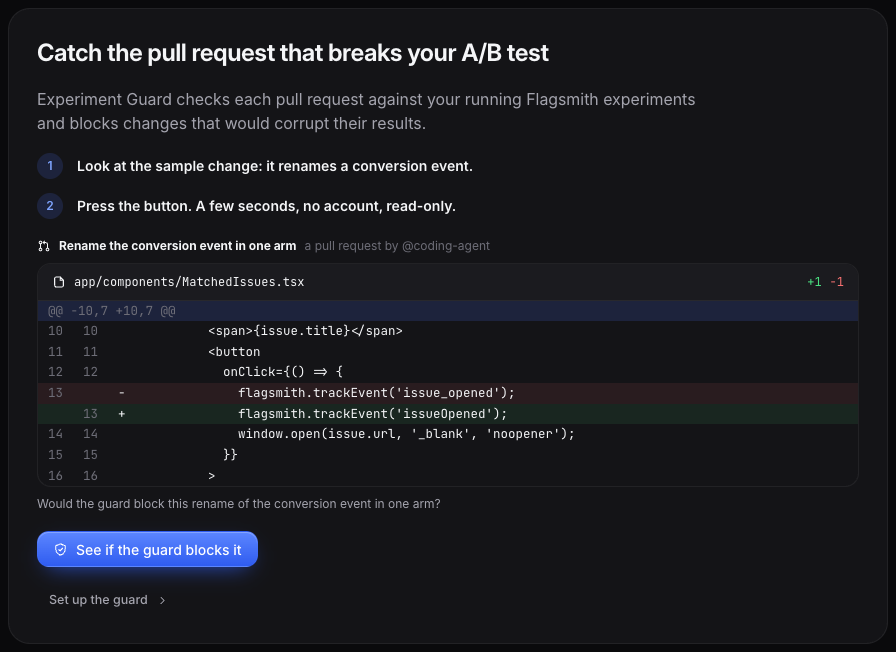 Catch the pull request that breaks your A/B test
Experiment Guard checks each pull request against your running Flagsmith experiments
and blocks changes that would corrupt their results.
1 Look at the sample change: it renames a conversion event.
2 Press the button. A few seconds, no account, read-only.
Rename the conversion event in one arm a pull request by @coding-agent
app/components/MatchedIssues.tsx +1 -1
@@ -10,7 +10,7 @@
10 10 <span>{issue.title}</span>
11 11 <button
12 12 onClick={() => {
13 - flagsmith.trackEvent('issue_opened');
13 + flagsmith.trackEvent('issueOpened');
14 14 window.open(issue.url, '_blank', 'noopener');
15 15 }}
16 16 >
Would the guard block this rename of the conversion event in one arm?
See if the guard blocks it
Set up the guard